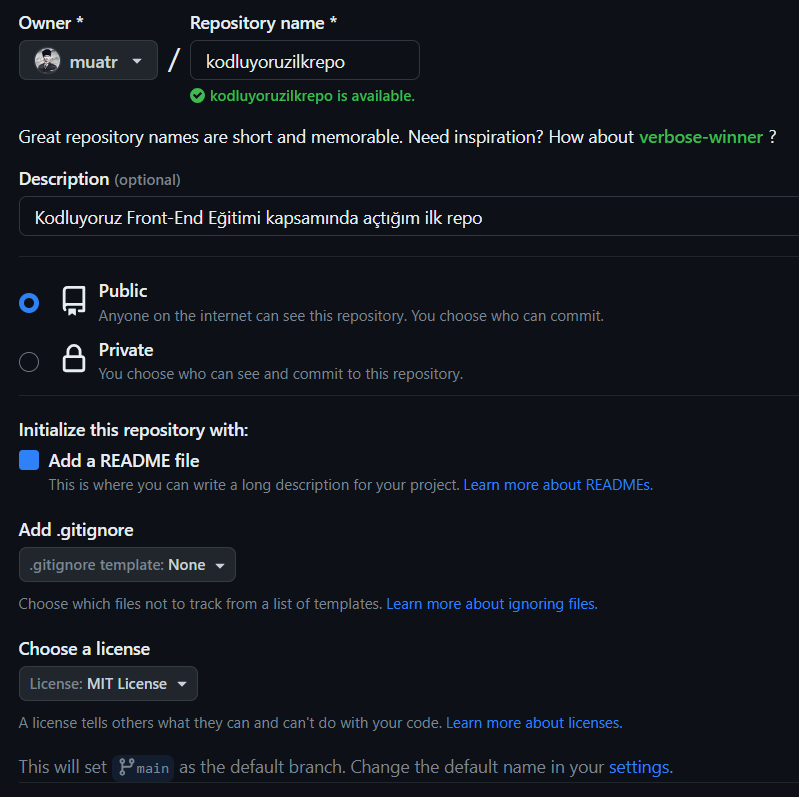 Owner * Repository name *
muatr / kodluyoruzilkrepo
kodluyoruzilkrepo is available.
Great repository names are short and memorable. Need inspiration? How about verbose-winner ?
Description (optional)
Kodluyoruz Front-End Eğitimi kapsamında açtığım ilk repo
Public
Anyone on the internet can see this repository. You choose who can commit.
Private
You choose who can see and commit to this repository.
Initialize this repository with:
Add a README file
This is where you can write a long description for your project. Learn more about READMEs.
Add .gitignore
.gitignore template: None
Choose which files not to track from a list of templates. Learn more about ignoring files.
Choose a license
License: MIT License
A license tells others what they can and can't do with your code. Learn more about licenses.
This will set main as the default branch. Change the default name in your settings.